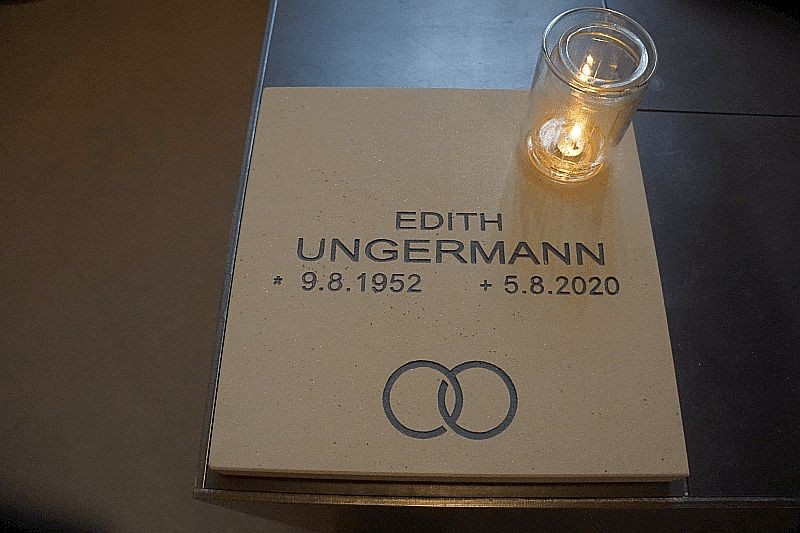 EDITH
UNGERMANN
* 9.8.1952 + 5.8.2020